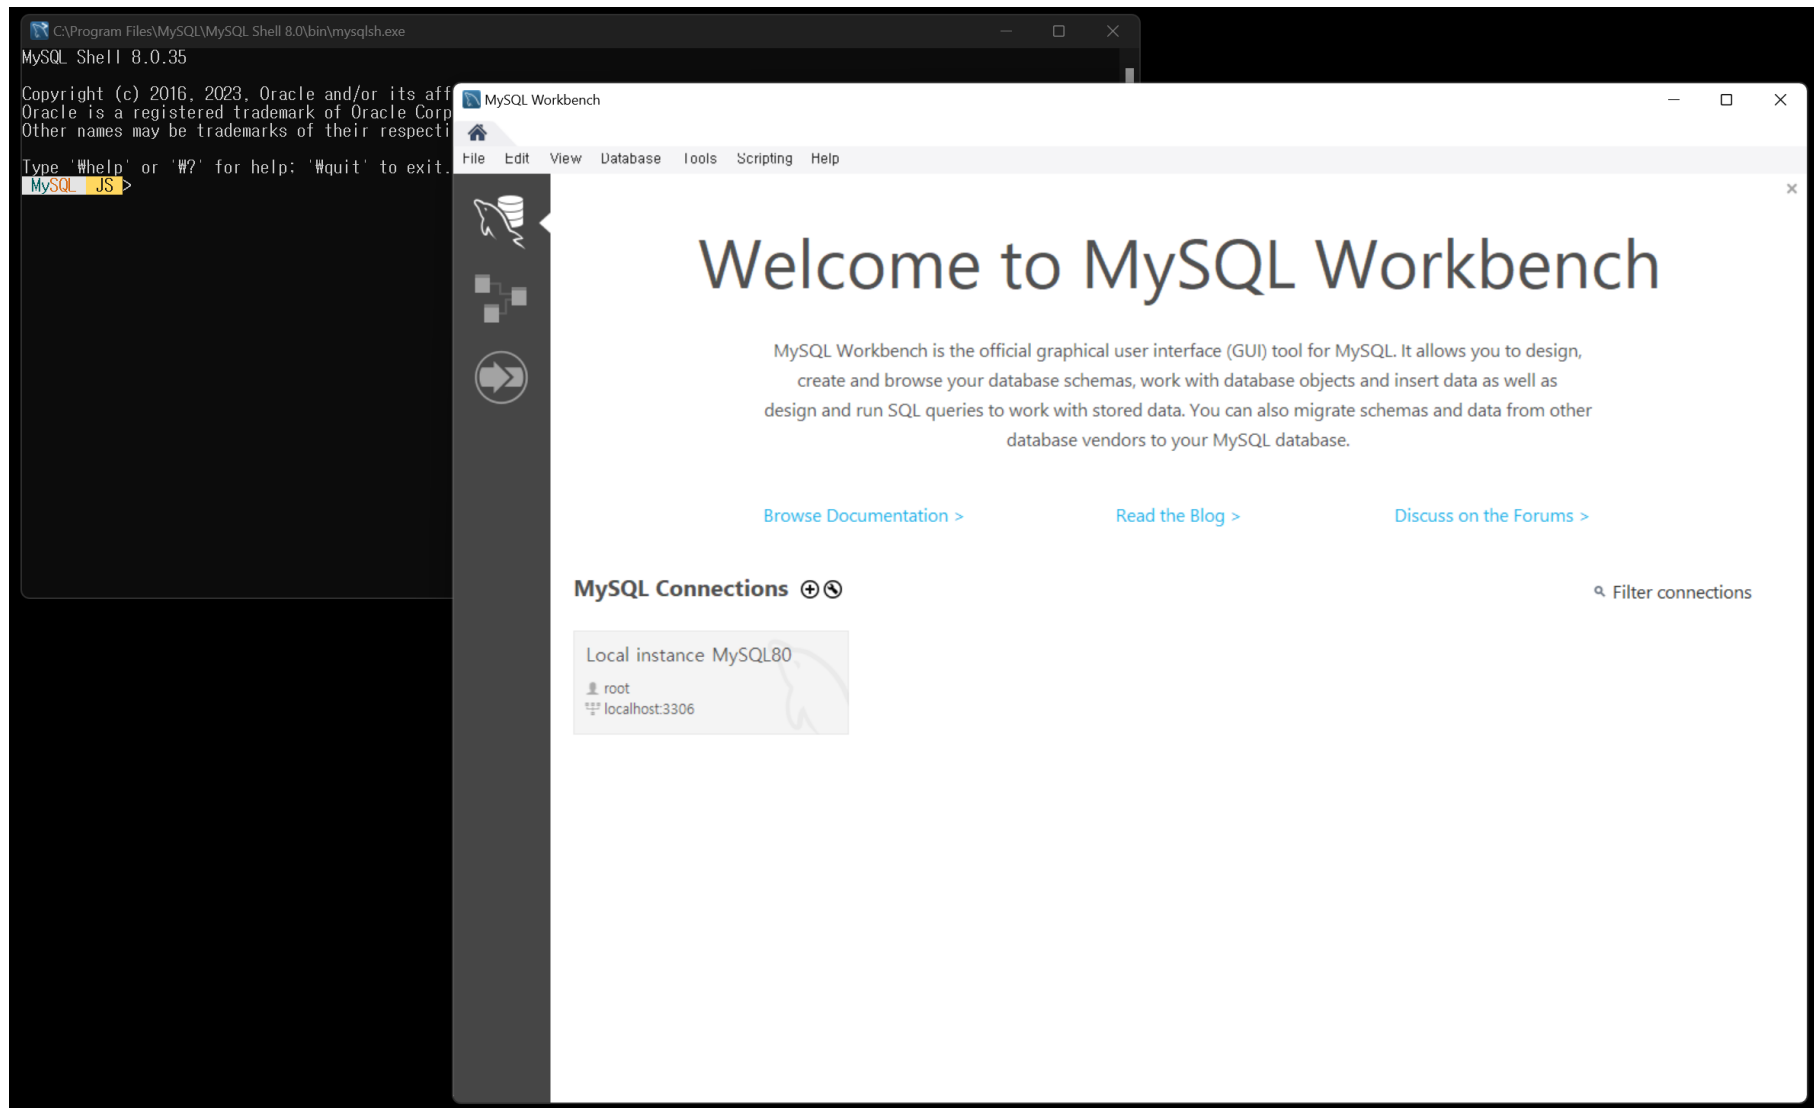 C:\Program Files\MySQL\MySQL Shell 8.0\bin\mysqlsh.exe
MySQL Shell 8.0.35
Copyright (c) 2016, 2023, Oracle and/or its aff
Oracle is a registered trademark of Oracle Corp
Other names may be trademarks of their respecti
Type '₩help' or '₩?' for help; '₩quit' to exit.
MySQL JS >
MySQL Workbench
File Edit View Database Tools Scripting Help
Welcome to MySQL Workbench
MySQL Workbench is the official graphical user interface (GUI) tool for MySQL. It allows you to design,
create and browse your database schemas, work with database objects and insert data as well as
design and run SQL queries to work with stored data. You can also migrate schemas and data from other
database vendors to your MySQL database.
Browse Documentation > Read the Blog > Discuss on the Forums >
MySQL Connections Filter connections
Local instance MySQL80
root
localhost:3306